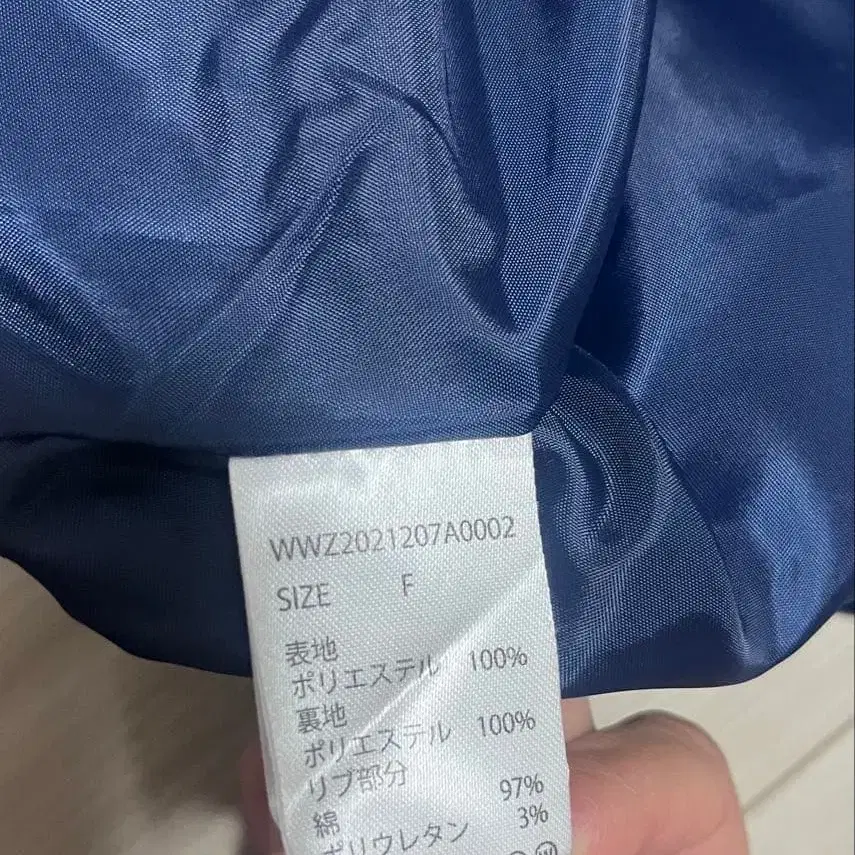 WWZ2021207A0002
SIZE F
表地
ポリエステル 100%
裏地
ポリエステル 100%
リブ部分
綿 97%
ポリウレタン 3%